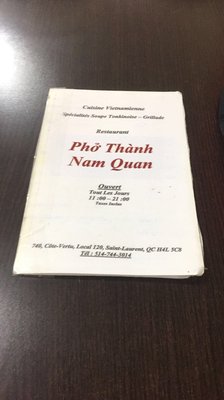 Cuisine Vietnamienne
Spécialités Soupe Tonkinoise – Grillade
Restaurant
Phở Thành
Nam Quan
Ouvert
Tout Les Jours
11 :00 – 21 :00
Taxes Inclus
740, Côte-Vertu, Local 120, Saint-Laurent, QC H4L 5C8
Tél : 514-744-3014